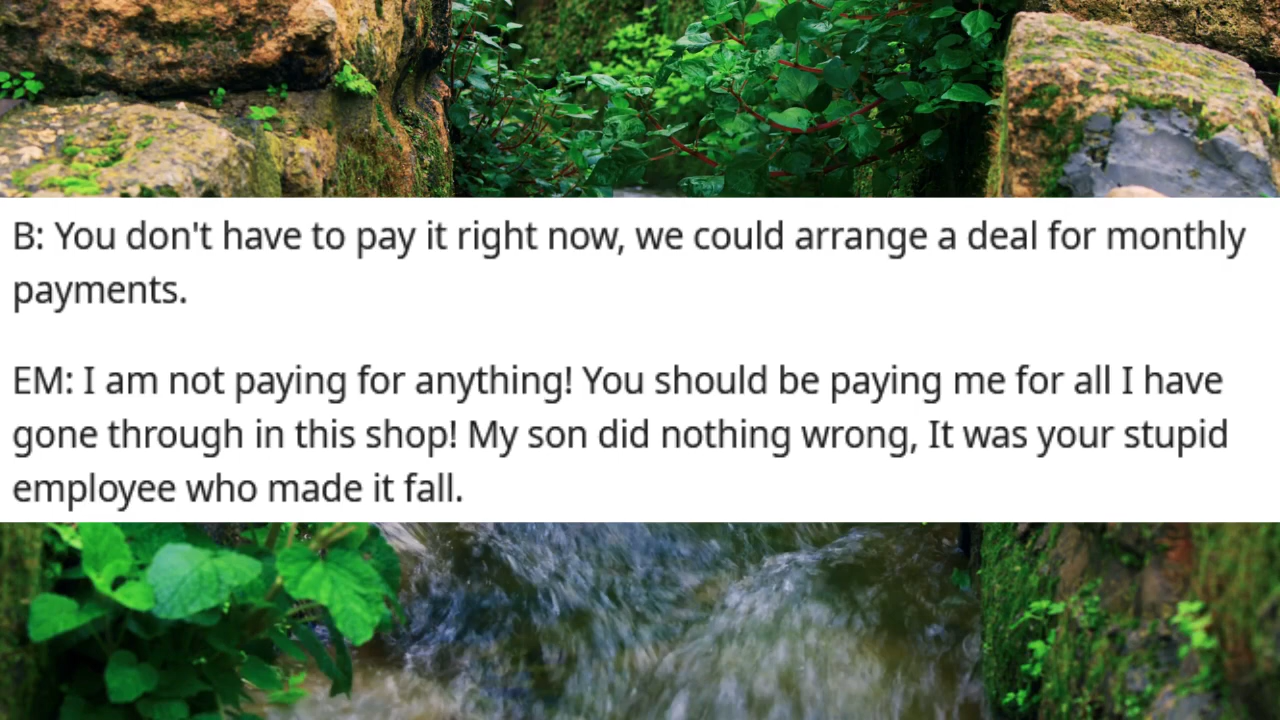 B: You don't have to pay it right now, we could arrange a deal for monthly
payments.
EM: I am not paying for anything! You should be paying me for all I have
gone through in this shop! My son did nothing wrong, It was your stupid
employee who made it fall.